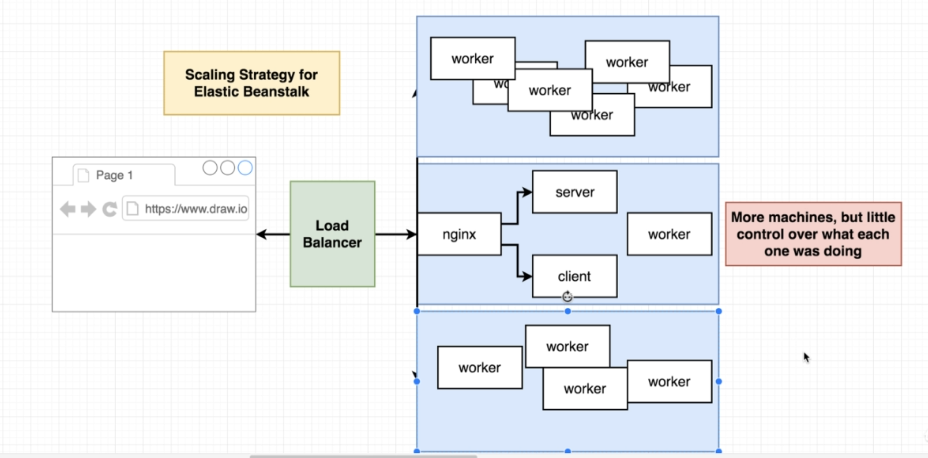 Scaling Strategy for
Elastic Beanstalk
Page 1
https://www.draw.io
Load
Balancer
worker
worker
worker
worker
worker
nginx
server
client
worker
worker
worker
worker
worker
More machines, but little
control over what each
one was doing